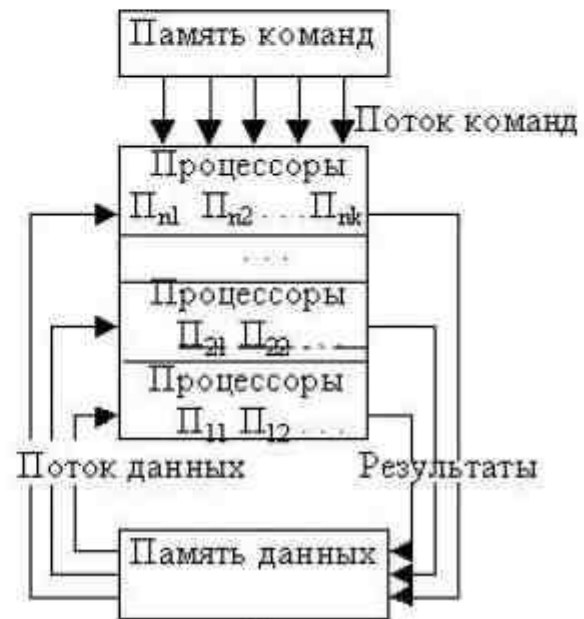 Память команд
Поток команд
Процессоры
Пn1 Пn2 . . . Пnk
. . .
Процессоры
П21 П22 . . .
Процессоры
П11 П12 . . .
Поток данных
Результаты
Память данных